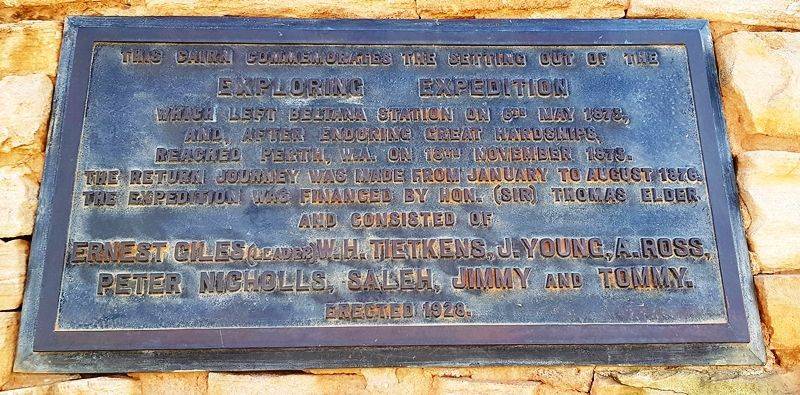 THIS CAIRN COMMEMORATES THE SETTING OUT OF THE
EXPLORING EXPEDITION
WHICH LEFT BELTANA STATION ON 6TH MAY 1875,
AND, AFTER ENDURING GREAT HARDSHIPS,
REACHED PERTH, W.A. ON 18TH NOVEMBER 1875.
THE RETURN JOURNEY WAS MADE FROM JANUARY TO AUGUST 1876.
THE EXPEDITION WAS FINANCED BY HON. (SIR) THOMAS ELDER
AND CONSISTED OF
ERNEST GILES (LEADER) W.H. TIETKENS, J. YOUNG, A. ROSS,
PETER NICHOLLS, SALEH, JIMMY AND TOMMY.
ERECTED 1928.